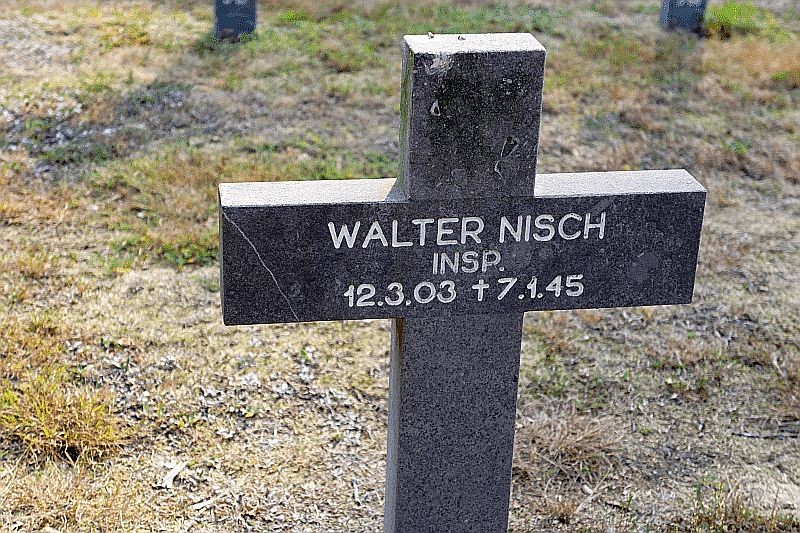 WALTER NISCH
INSP.
12.3.03 ✝ 7.1.45